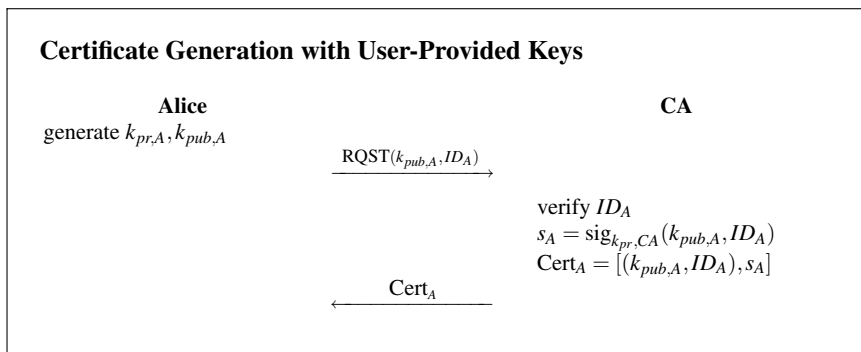 Certificate Generation with User-Provided Keys
Alice CA
generate k_{pr,A}, k_{pub,A}
RQST(k_{pub,A}, ID_A)
verify ID_A
s_A = sig_{k_{pr},CA}(k_{pub,A}, ID_A)
Cert_A = [(k_{pub,A}, ID_A), s_A]
Cert_A